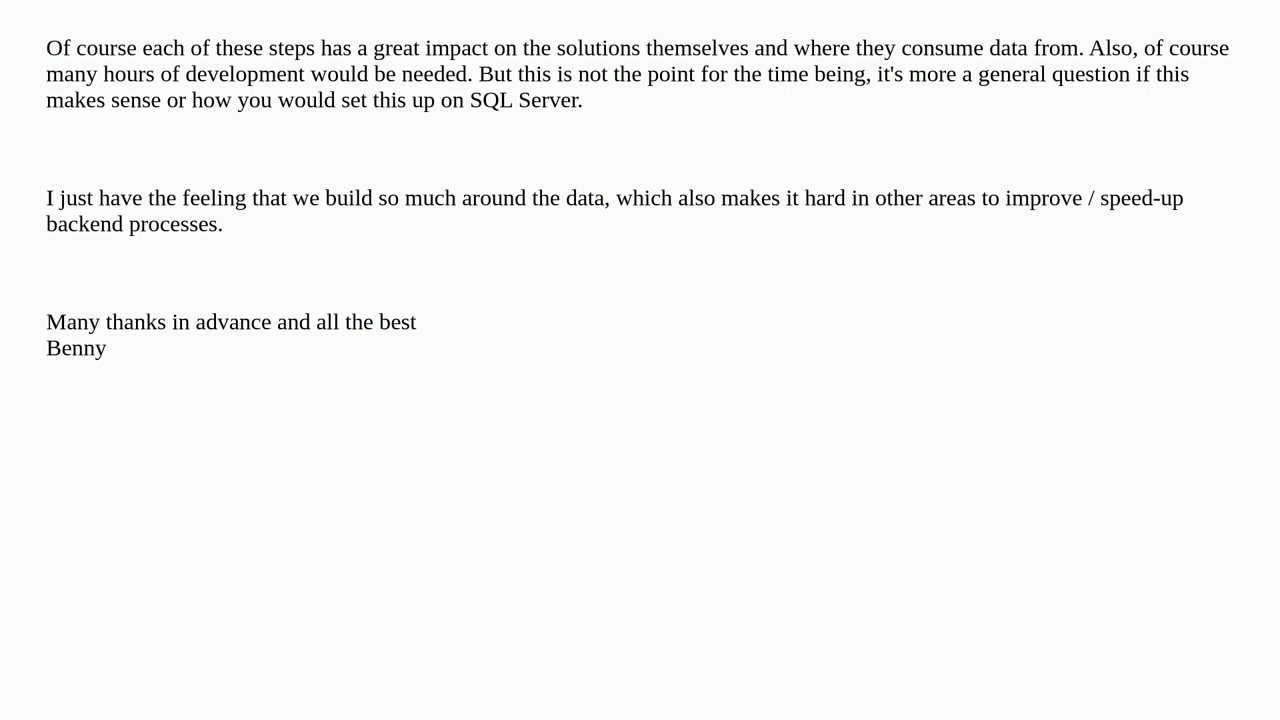 Of course each of these steps has a great impact on the solutions themselves and where they consume data from. Also, of course
many hours of development would be needed. But this is not the point for the time being, it's more a general question if this
makes sense or how you would set this up on SQL Server.
I just have the feeling that we build so much around the data, which also makes it hard in other areas to improve / speed-up
backend processes.
Many thanks in advance and all the best
Benny